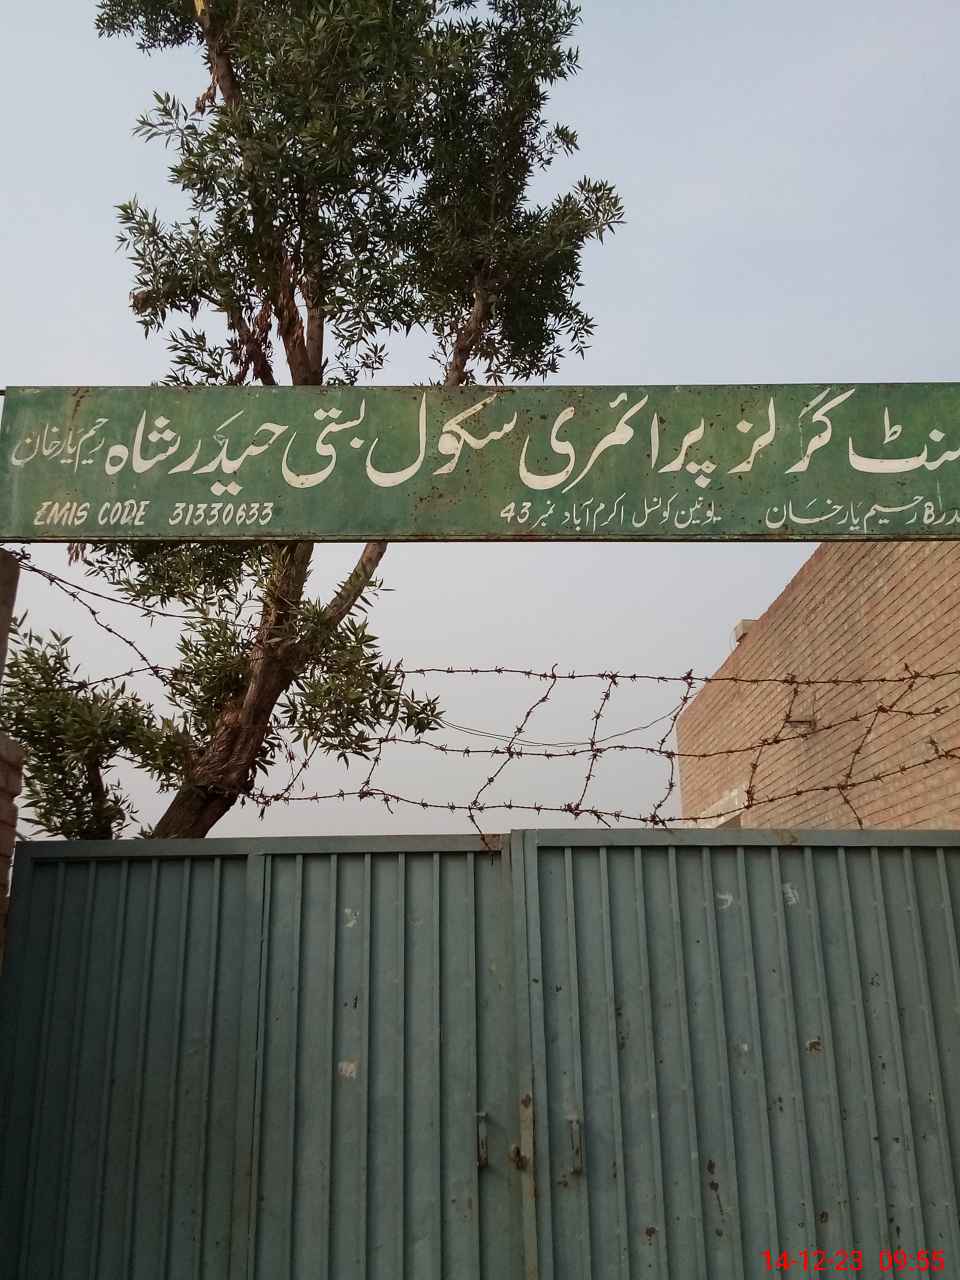 گرلز پرائمری سکول بستی حیدر شاہ رحیم یار خان
رحیم یار خان یونین کونسل اکرم آباد نمبر 43 EMIS CODE 31330633
14-12-23 09:55